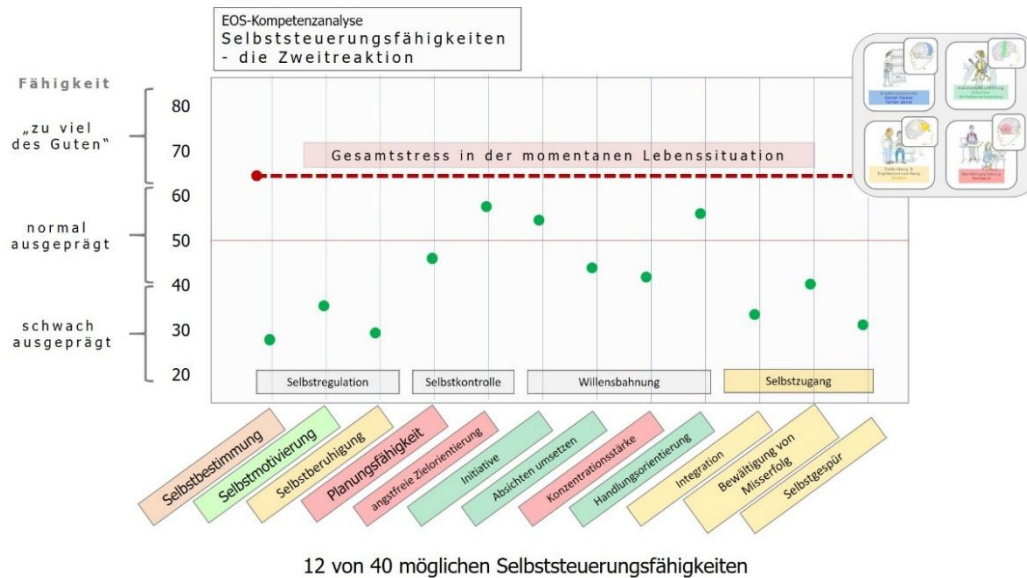 EOS-Kompetenzanalyse
Selbststeuerungsfähigkeiten
- die Zweitreaktion
Fähigkeit
„zu viel
des Guten“
normal
ausgeprägt
schwach
ausgeprägt
80
70
60
50
40
30
20
Gesamtstress in der momentanen Lebenssituation
Selbstregulation
Selbstkontrolle
Willensbahnung
Selbstzugang
Selbstbestimmung
Selbstmotivierung
Selbstberuhigung
Planungsfähigkeit
angstfreie Zielorientierung
Initiative
Absichten umsetzen
Konzentrationsstärke
Handlungsorientierung
Integration
Bewältigung von
Misserfolg
Selbstgespür
12 von 40 möglichen Selbststeuerungsfähigkeiten